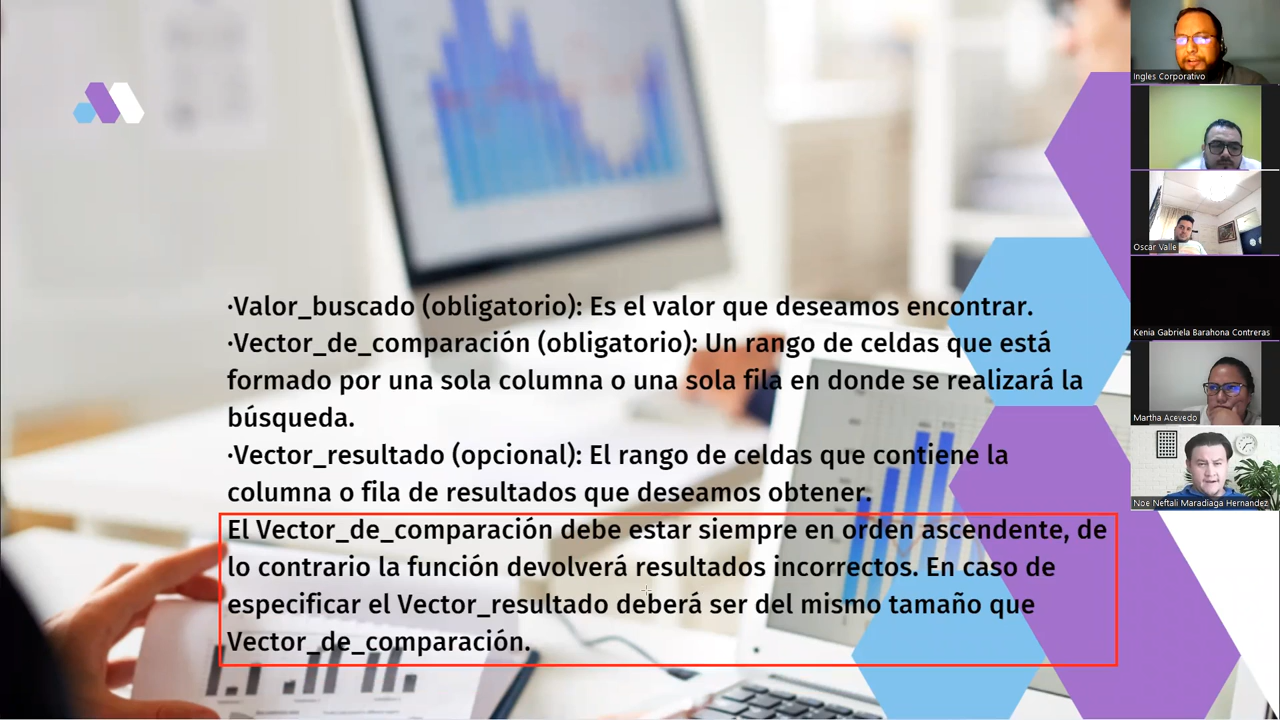 ·Valor_buscado (obligatorio): Es el valor que deseamos encontrar.
·Vector_de_comparación (obligatorio): Un rango de celdas que está
formado por una sola columna o una sola fila en donde se realizará la
búsqueda.
·Vector_resultado (opcional): El rango de celdas que contiene la
columna o fila de resultados que deseamos obtener.
El Vector_de_comparación debe estar siempre en orden ascendente, de
lo contrario la función devolverá resultados incorrectos. En caso de
especificar el Vector_resultado deberá ser del mismo tamaño que
Vector_de_comparación.
Ingles Corporativo
Oscar Valle
Kenia Gabriela Barahona Contreras
Martha Acevedo
Noe Neftali Maradiaga Hernandez